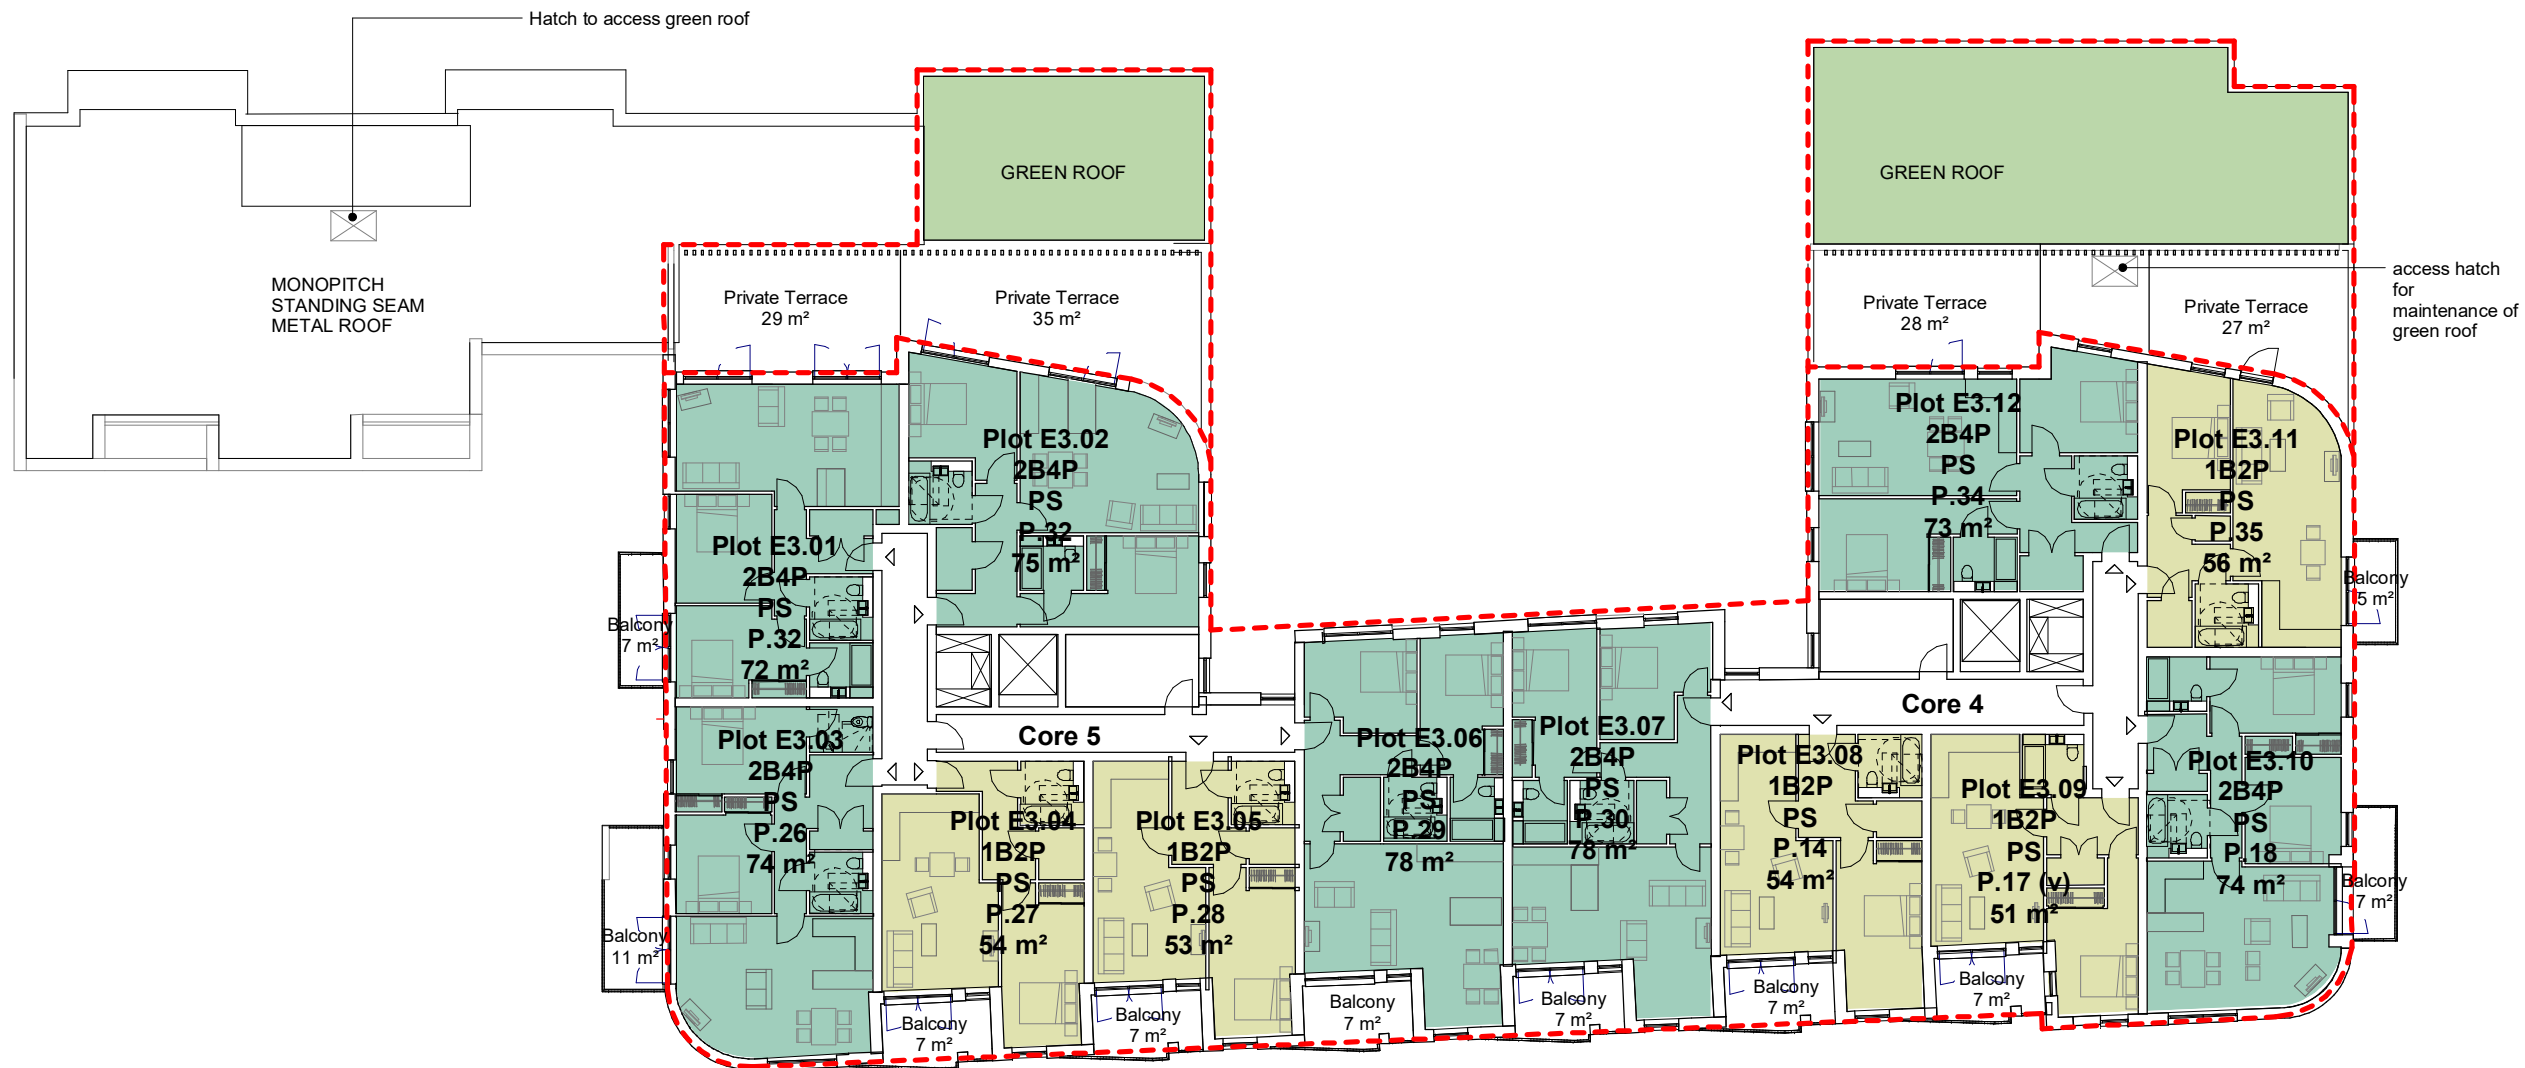 Hatch to access green roof
GREEN ROOF
GREEN ROOF
MONOPITCH
STANDING SEAM
METAL ROOF
access hatch
for
maintenance of
green roof
Private Terrace
29 m²
Private Terrace
35 m²
Private Terrace
28 m²
Private Terrace
27 m²
Plot E3.01
2B4P
PS
P.32
72 m²
Plot E3.02
2B4P
PS
P.32
75 m²
Plot E3.12
2B4P
PS
P.34
73 m²
Plot E3.11
1B2P
PS
P.35
56 m²
Balcony
7 m²
Balcony
5 m²
Core 5
Core 4
Plot E3.03
2B4P
PS
P.26
74 m²
Plot E3.04
1B2P
PS
P.27
54 m²
Plot E3.05
1B2P
PS
P.28
53 m²
Plot E3.06
2B4P
PS
P.29
78 m²
Plot E3.07
2B4P
PS
P.30
78 m²
Plot E3.08
1B2P
PS
P.14
54 m²
Plot E3.09
1B2P
PS
P.17 (v)
51 m²
Plot E3.10
2B4P
PS
P.18
74 m²
Balcony
11 m²
Balcony
7 m²
Balcony
7 m²
Balcony
7 m²
Balcony
7 m²
Balcony
7 m²
Balcony
7 m²
Balcony
7 m²